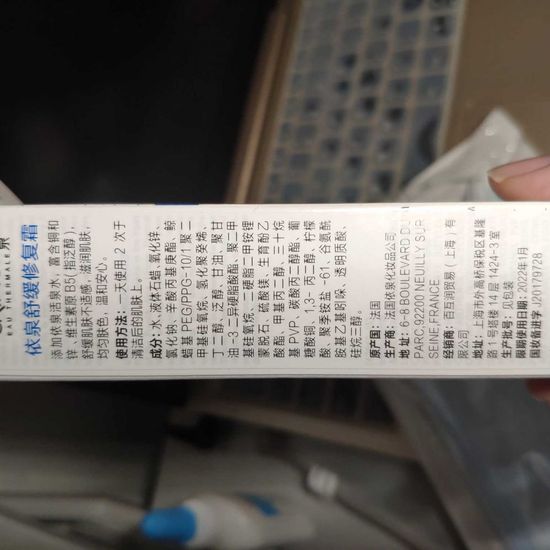 EAU THERMALE 泉
依泉舒缓修复霜
添加依泉等渗活泉水，富含铜和
锌，维生素原 B5 (指泛醇)，
舒缓肌肤不适感，滋润肌肤，
均匀肤色，温和安心。
使用方法：一天使用 2 次于
清洁后的肌肤上。
成分：水、液体石蜡、氧化锌、
氯化钠、辛酸丙基庚酯、鲸
蜡基 PEG/PPG-10/1 聚二
甲基硅氧烷、氢化聚癸烯、
丁二醇、泛醇、甘油、聚甘
油-3 二异硬脂酸酯、聚二甲
基硅氧烷、二硬脂二甲铵锂
蒙脱石、硫酸镁、生育酚乙
酸酯、甲基丙二醇、三十烷
基 PVP、碳酸丙二醇酯、葡
糖酸铜、1,3-丙二醇、柠檬
酸、聚季铵盐-61、谷氨酰
胺基乙基吲哚、透明质酸、
硅烷三醇。
原产国：法国
生产商：法国依泉化妆品公司
地 址：6-8 BOULEVARD DU
PARC 92200 NEUILLY SUR
SEINE, FRANCE
经销商：百润贸易（上海）有
限公司
地址：上海市外高桥保税区基隆
路 1 号塔楼 14 层 1424-3 室
生产批号：见包装
限期使用日期：2022年1月
国妆备进字 J20179728